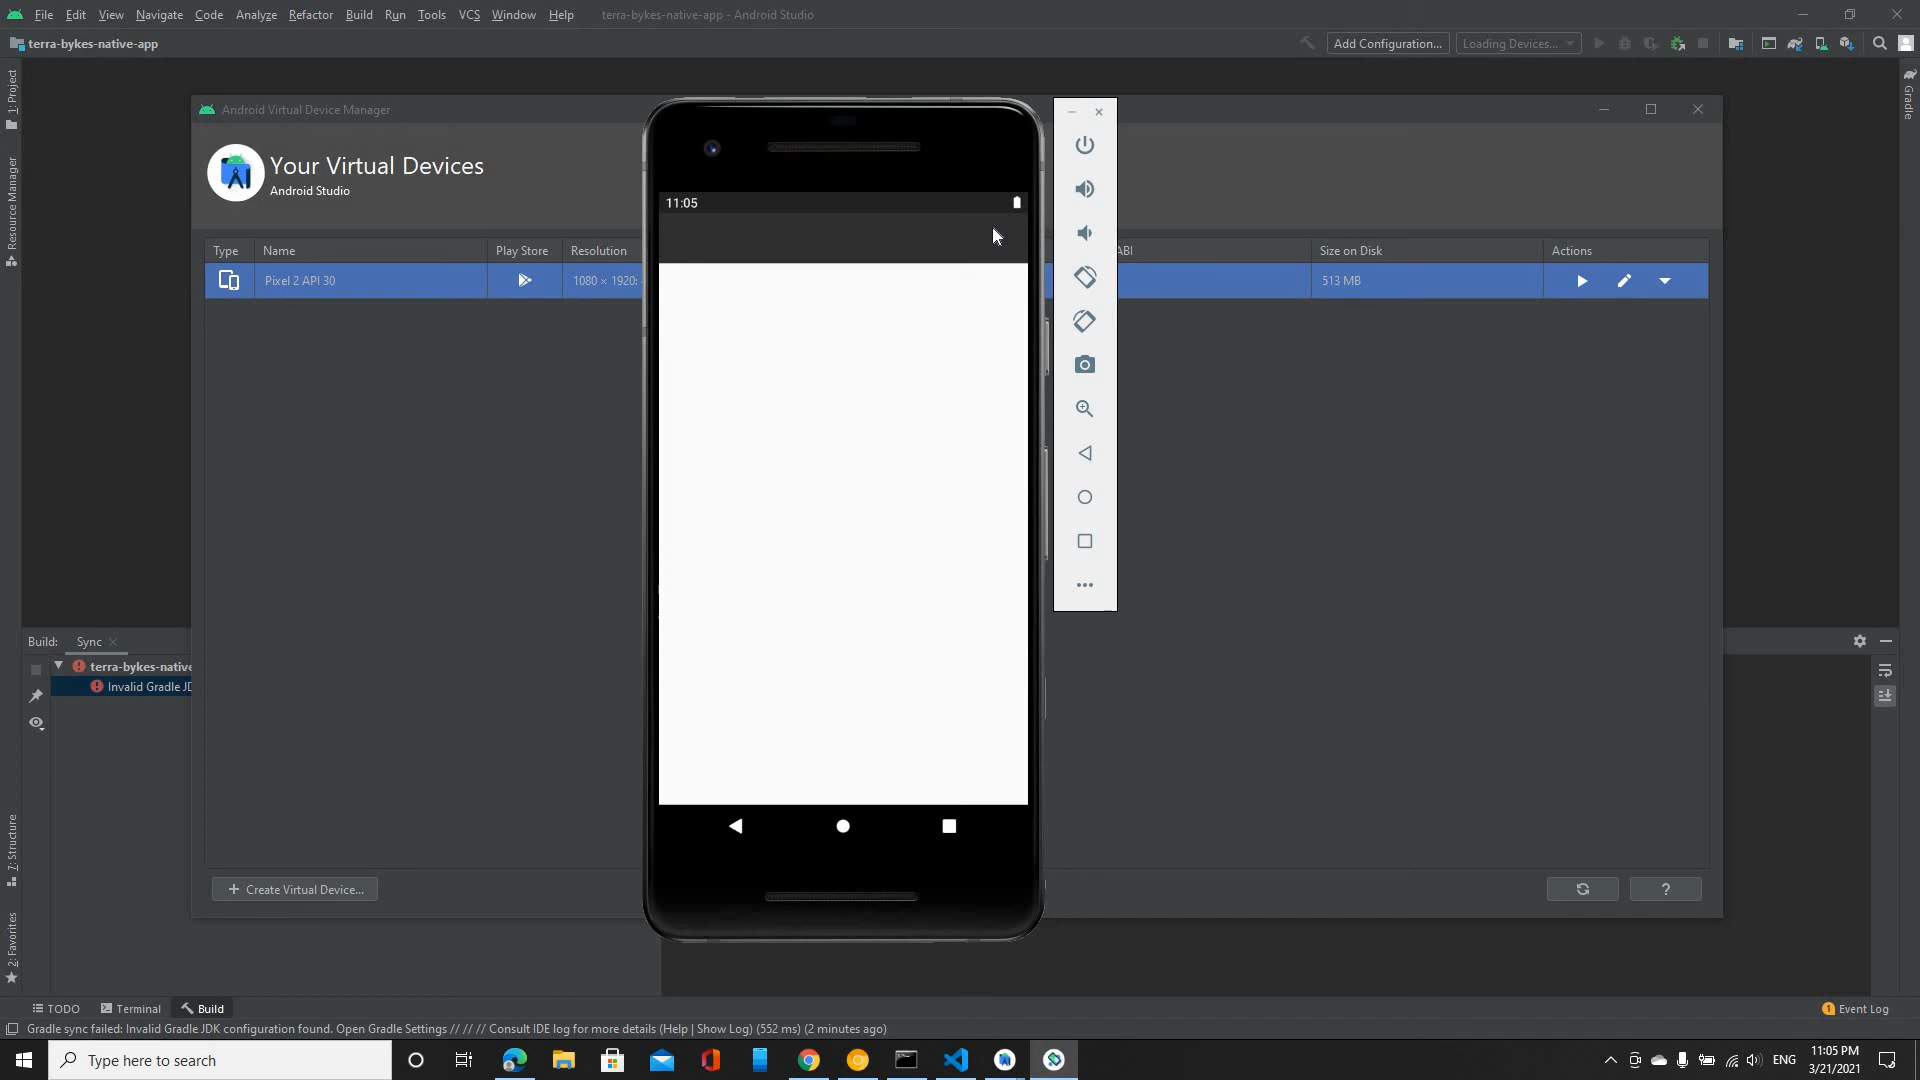 File Edit View Navigate Code Analyze Refactor Build Run Tools VCS Window Help terra-bykes-native-app - Android Studio
terra-bykes-native-app
Add Configuration... Loading Devices...
1: Project
Resource Manager
Gradle
Android Virtual Device Manager
Your Virtual Devices
Android Studio
Type Name Play Store Resolution ABI Size on Disk Actions
Pixel 2 API 30 1080 × 1920: 513 MB
11:05
Build: Sync
terra-bykes-native
Invalid Gradle JD
7: Structure
2: Favorites
+ Create Virtual Device...
?
TODO Terminal Build
1 Event Log
Gradle sync failed: Invalid Gradle JDK configuration found. Open Gradle Settings // // // Consult IDE log for more details (Help | Show Log) (552 ms) (2 minutes ago)
Type here to search
ENG
11:05 PM
3/21/2021